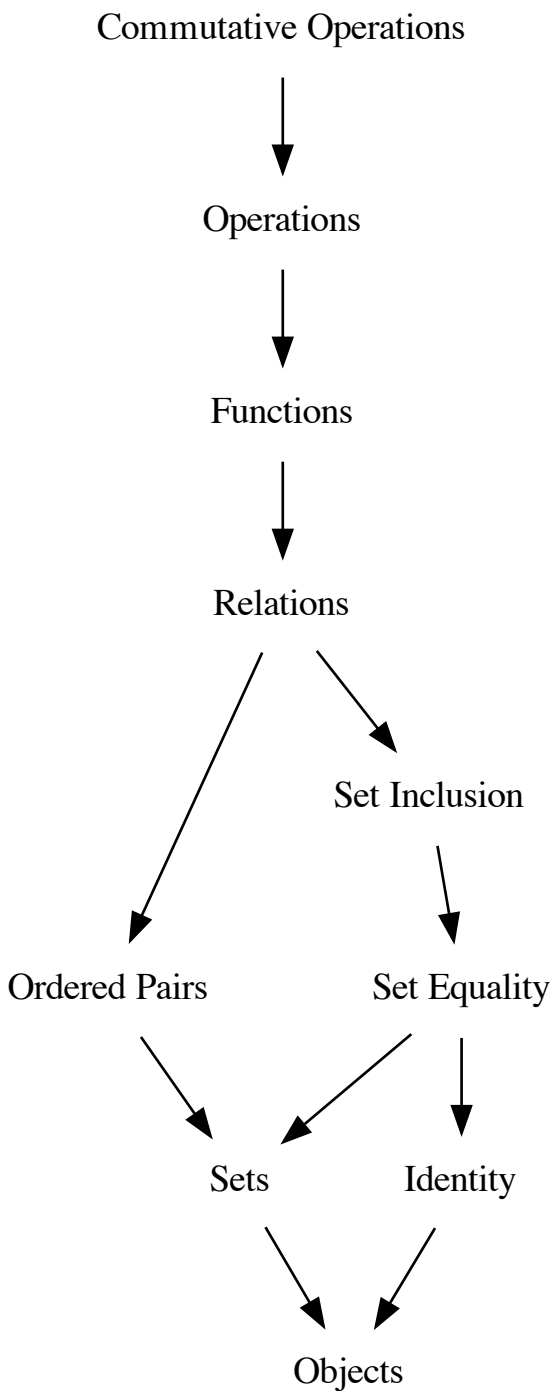 Commutative Operations
Operations
Functions
Relations
Set Inclusion
Ordered Pairs
Set Equality
Sets
Identity
Objects